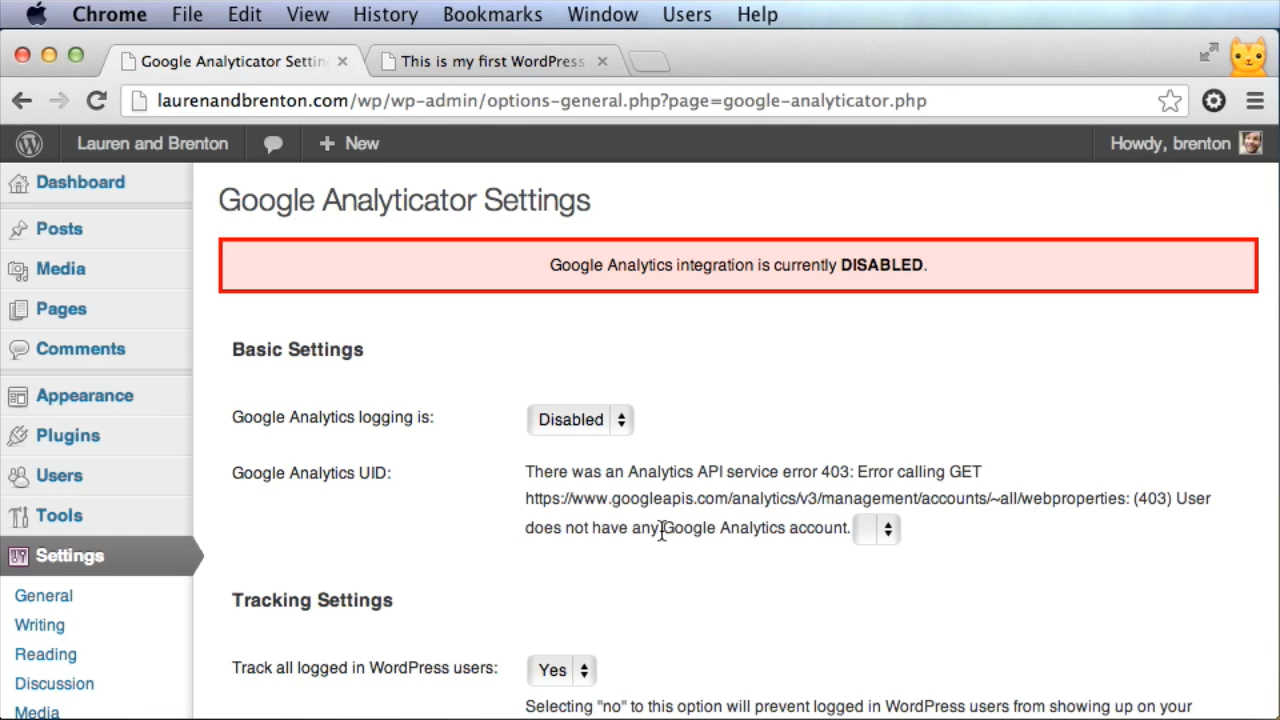 Chrome File Edit View History Bookmarks Window Users Help
Google Analyticator Settin
This is my first WordPress
laurenandbrenton.com/wp/wp-admin/options-general.php?page=google-analyticator.php
Lauren and Brenton
+ New
Howdy, brenton
Dashboard
Posts
Media
Pages
Comments
Appearance
Plugins
Users
Tools
Settings
General
Writing
Reading
Discussion
Media
Google Analyticator Settings
Google Analytics integration is currently DISABLED.
Basic Settings
Google Analytics logging is: Disabled
Google Analytics UID:
There was an Analytics API service error 403: Error calling GET
https://www.googleapis.com/analytics/v3/management/accounts/~all/webproperties: (403) User
does not have any Google Analytics account.
Tracking Settings
Track all logged in WordPress users: Yes
Selecting "no" to this option will prevent logged in WordPress users from showing up on your